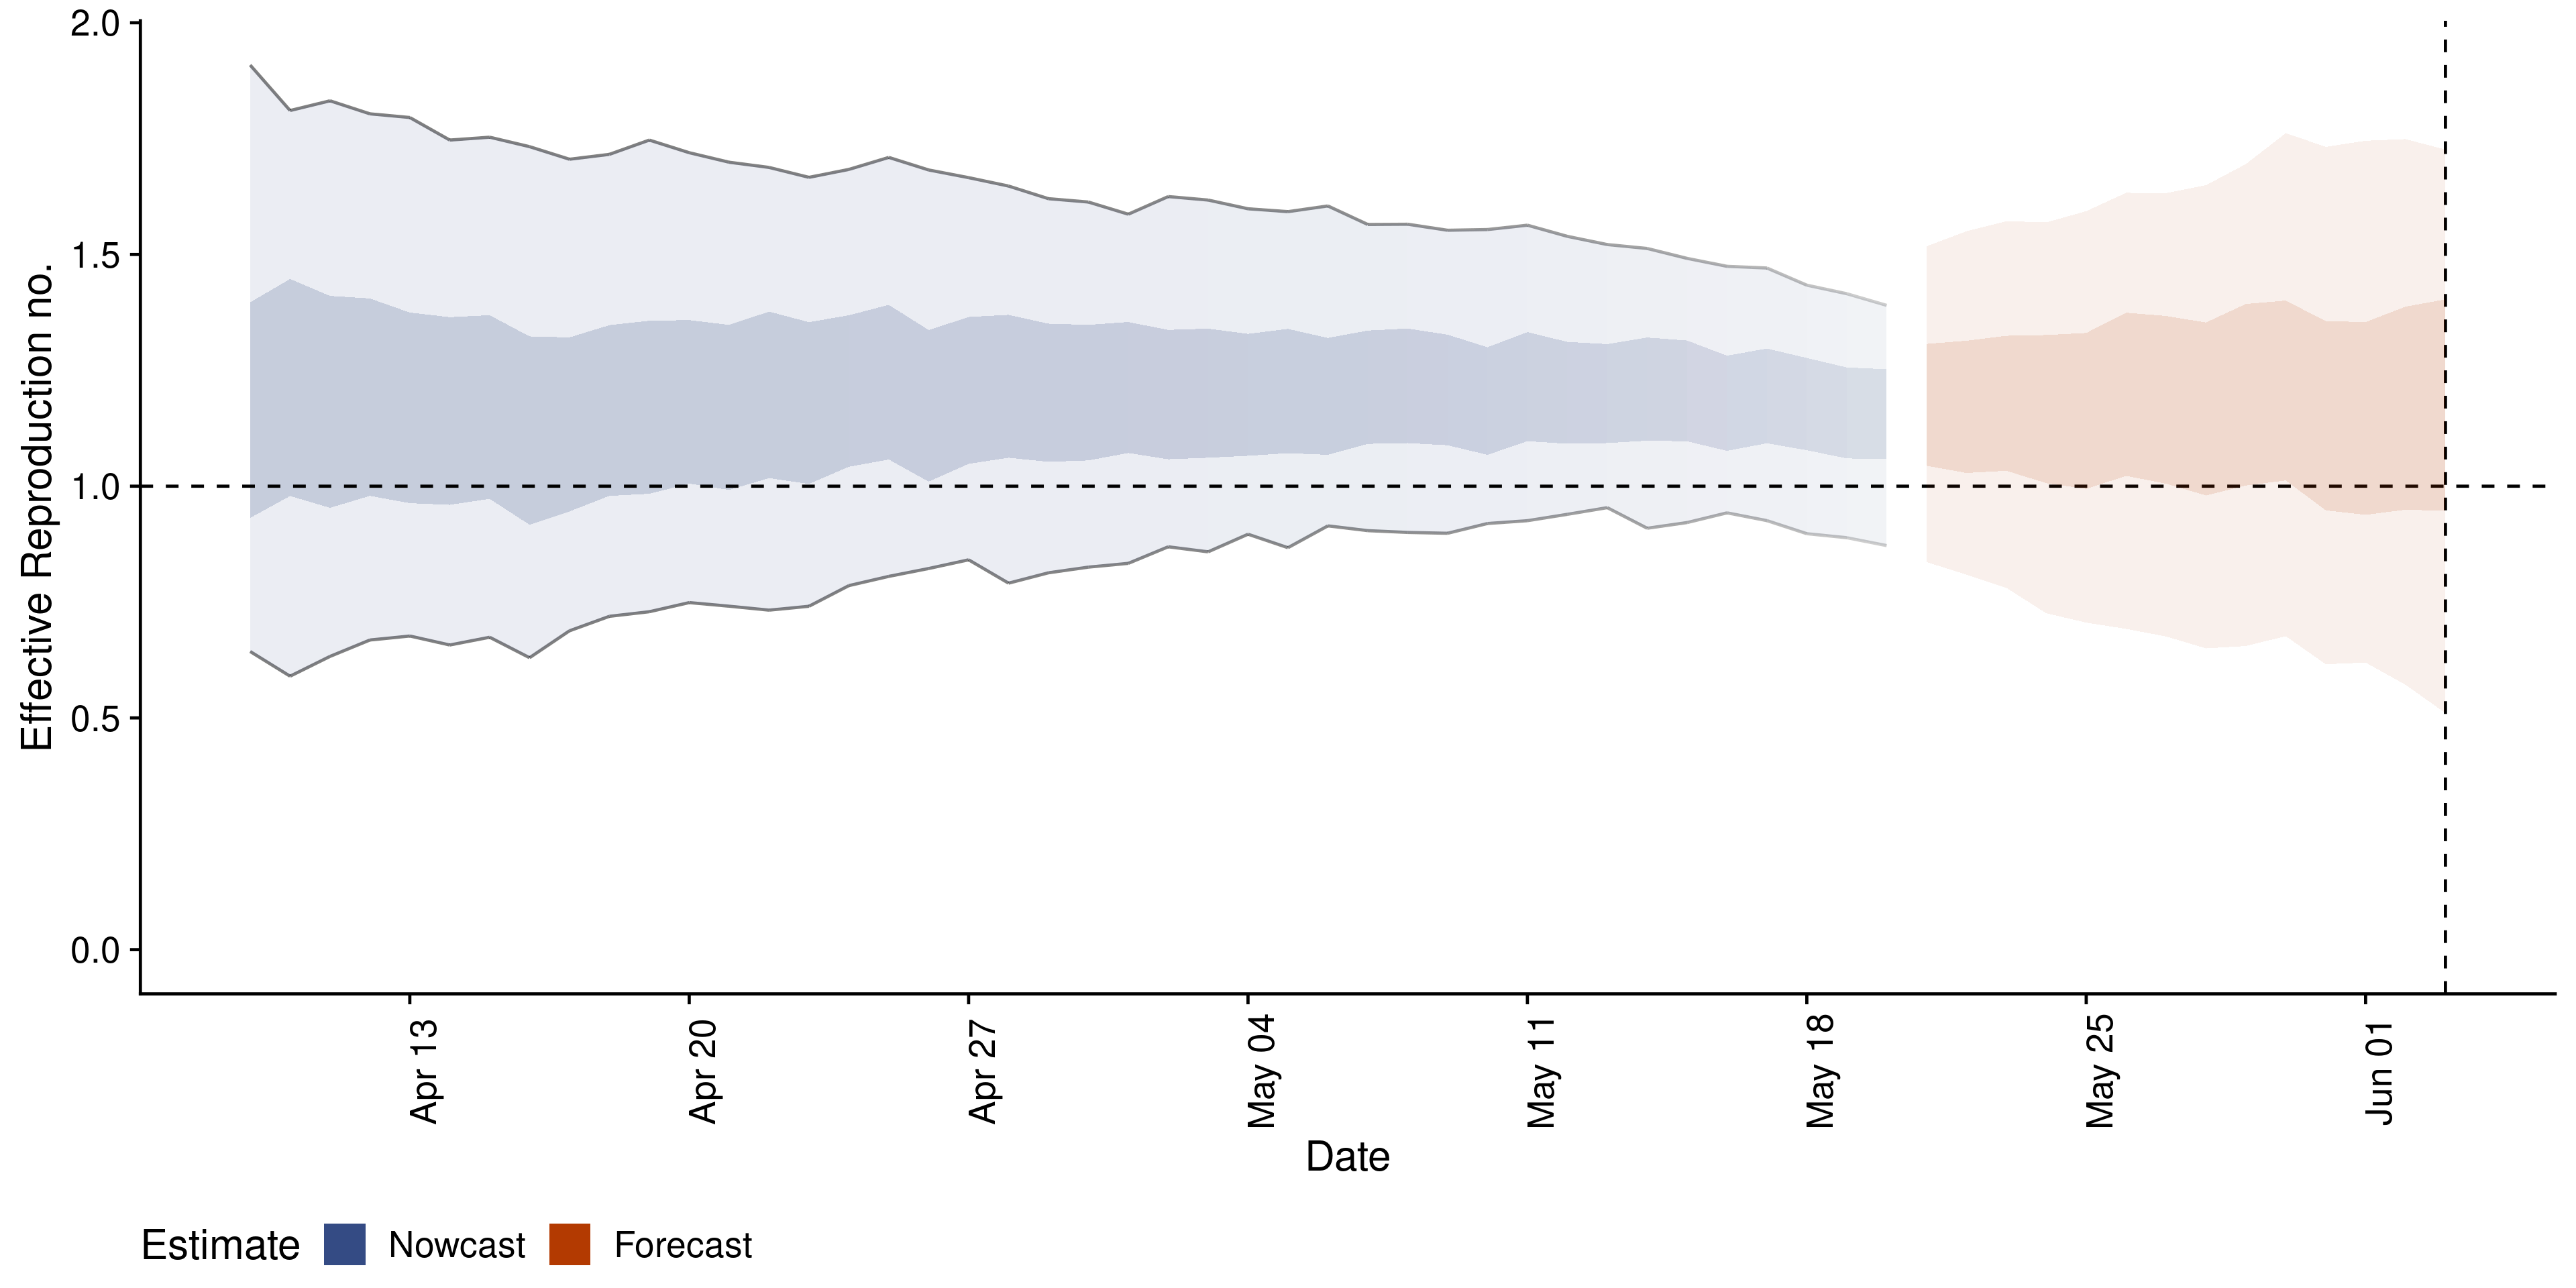 Effective Reproduction no.
2.0
1.5
1.0
0.5
0.0
Apr 13
Apr 20
Apr 27
May 04
May 11
May 18
May 25
Jun 01
Date
Estimate Nowcast Forecast